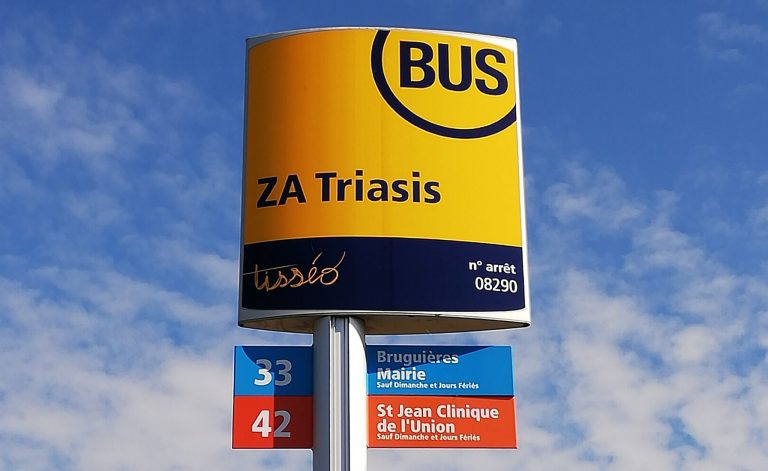 BUS
ZA Triasis
tisséo
n° arrêt
08290
33
Bruguières
Mairie
Sauf Dimanche et Jours Fériés
42
St Jean Clinique
de l'Union
Sauf Dimanche et Jours Fériés